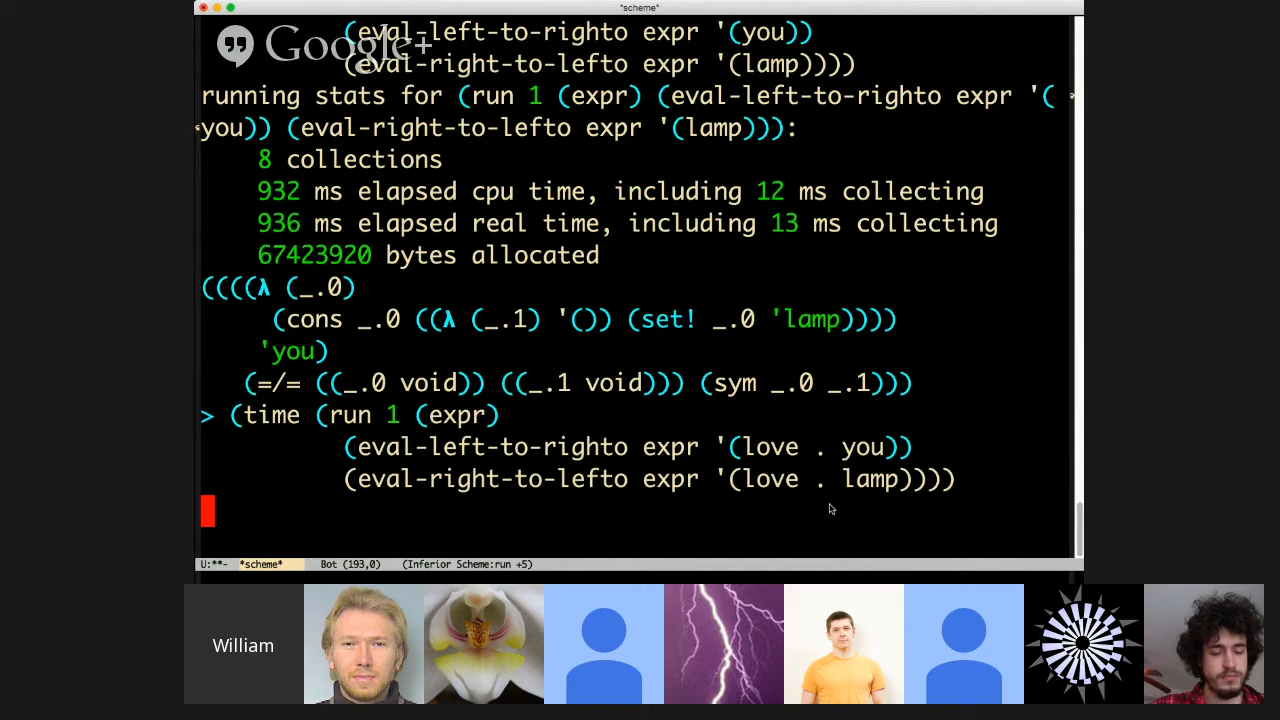 *scheme*
(eval-left-to-righto expr '(you))
Google+
(eval-right-to-lefto expr '(lamp))))
running stats for (run 1 (expr) (eval-left-to-righto expr '(
you)) (eval-right-to-lefto expr '(lamp))):
8 collections
932 ms elapsed cpu time, including 12 ms collecting
936 ms elapsed real time, including 13 ms collecting
67423920 bytes allocated
((((λ (_.0)
(cons _.0 ((λ (_.1) '()) (set! _.0 'lamp))))
'you)
(=/= ((_.0 void)) ((_.1 void))) (sym _.0 _.1)))
> (time (run 1 (expr)
(eval-left-to-righto expr '(love . you))
(eval-right-to-lefto expr '(love . lamp))))
U:**- *scheme* Bot (193,0) (Inferior Scheme:run +5)
William